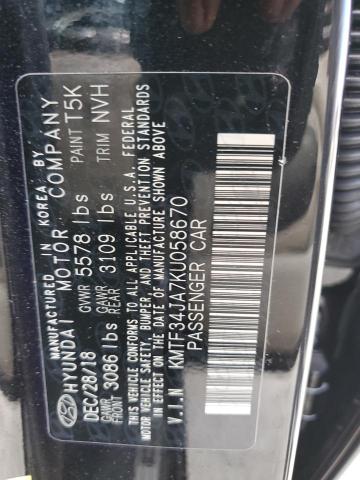 MANUFACTURED IN KOREA BY
HYUNDAI MOTOR COMPANY
DEC/28/18 GVWR 5578 lbs PAINT T5K
GAWR FRONT 3086 lbs GAWR REAR 3109 lbs TRIM NVH
THIS VEHICLE CONFORMS TO ALL APPLICABLE U.S.A. FEDERAL
MOTOR VEHICLE SAFETY, BUMPER, AND THEFT PREVENTION STANDARDS
IN EFFECT ON THE DATE OF MANUFACTURE SHOWN ABOVE.
V.I.N KMTF34JA7KU058670
PASSENGER CAR